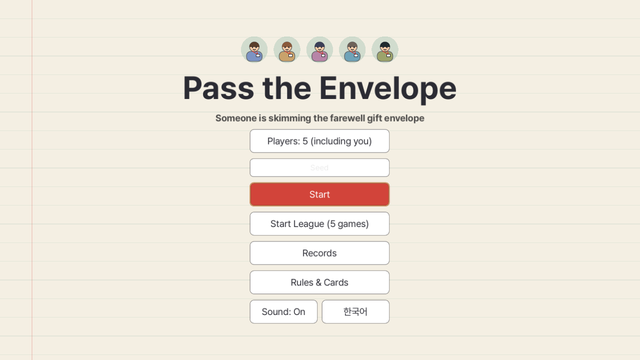 Pass the Envelope
Someone is skimming the farewell gift envelope
Players: 5 (including you)
Seed
Start
Start League (5 games)
Records
Rules & Cards
Sound: On
한국어